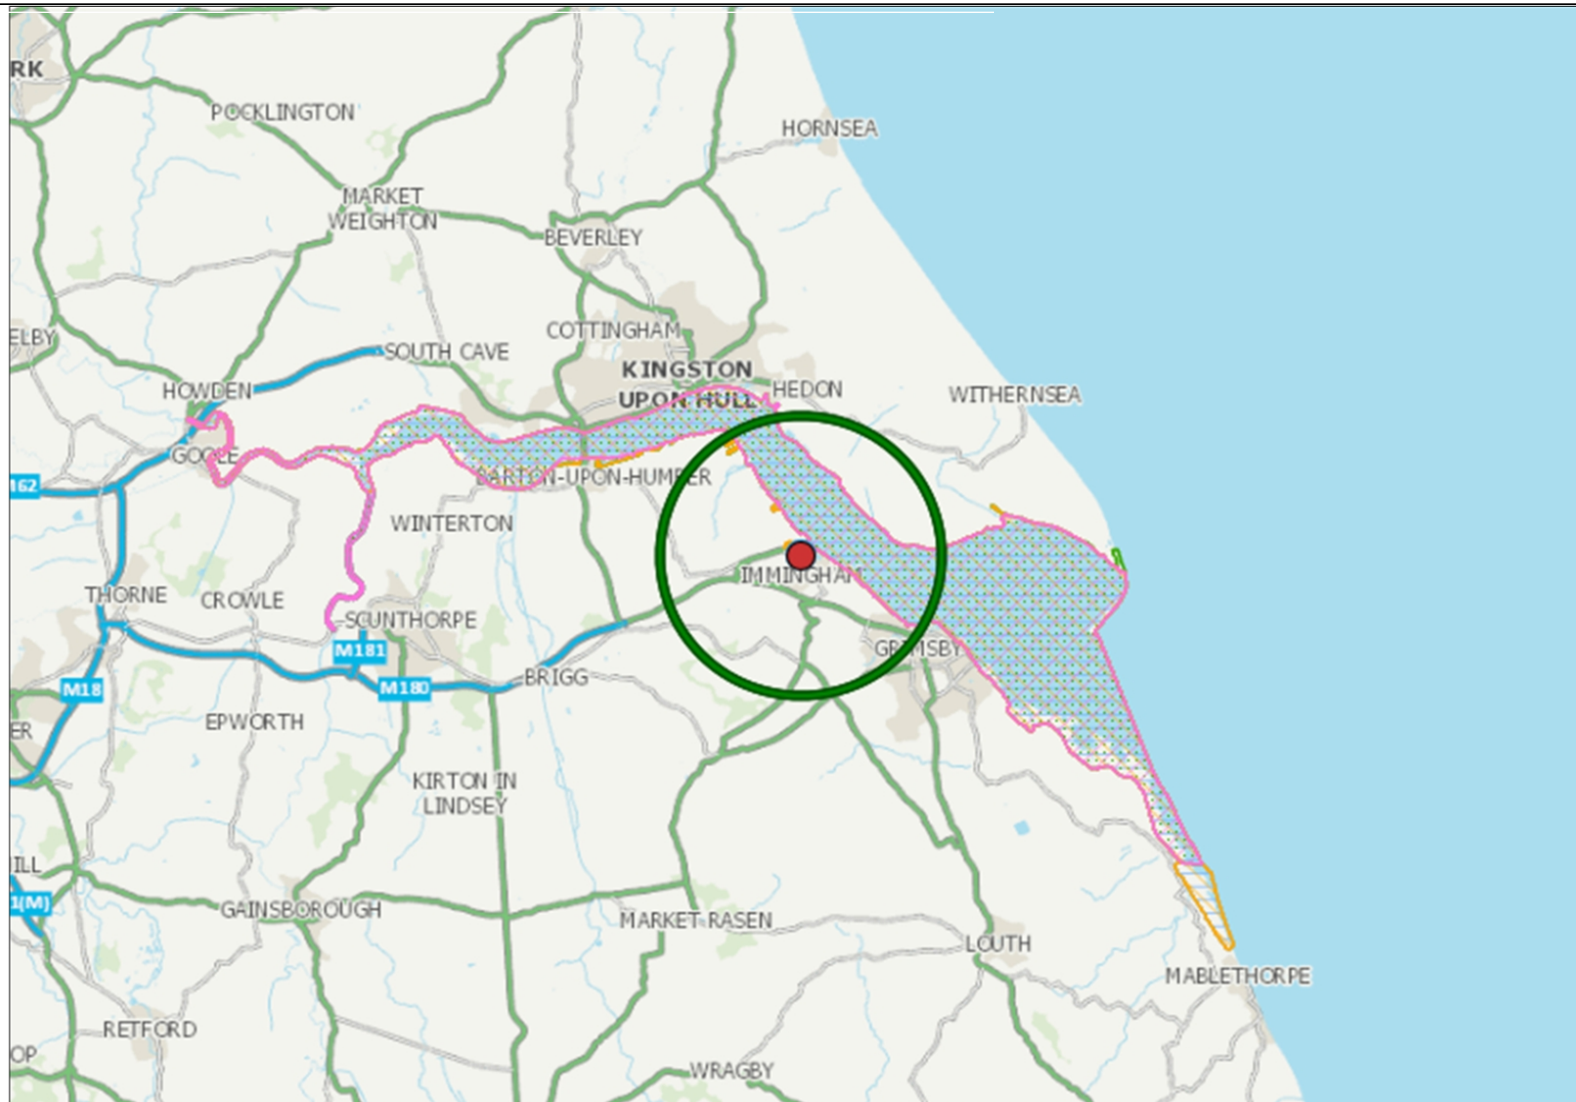 RK
POCKLINGTON
HORNSEA
MARKET
WEIGHTON
BEVERLEY
ELBY
COTTINGHAM
SOUTH CAVE
KINGSTON
UPON HULL
HOWDEN
HEDON
WITHERNSEA
GOOLE
BARTON-UPON-HUMBER
M62
WINTERTON
IMMINGHAM
THORNE
CROWLE
SCUNTHORPE
M181
GRIMSBY
BRIGG
M18
M180
EPWORTH
ER
KIRTON IN
LINDSEY
ILL
1(M)
GAINSBOROUGH
MARKET RASEN
LOUTH
MABLETHORPE
RETFORD
OP
WRAGBY